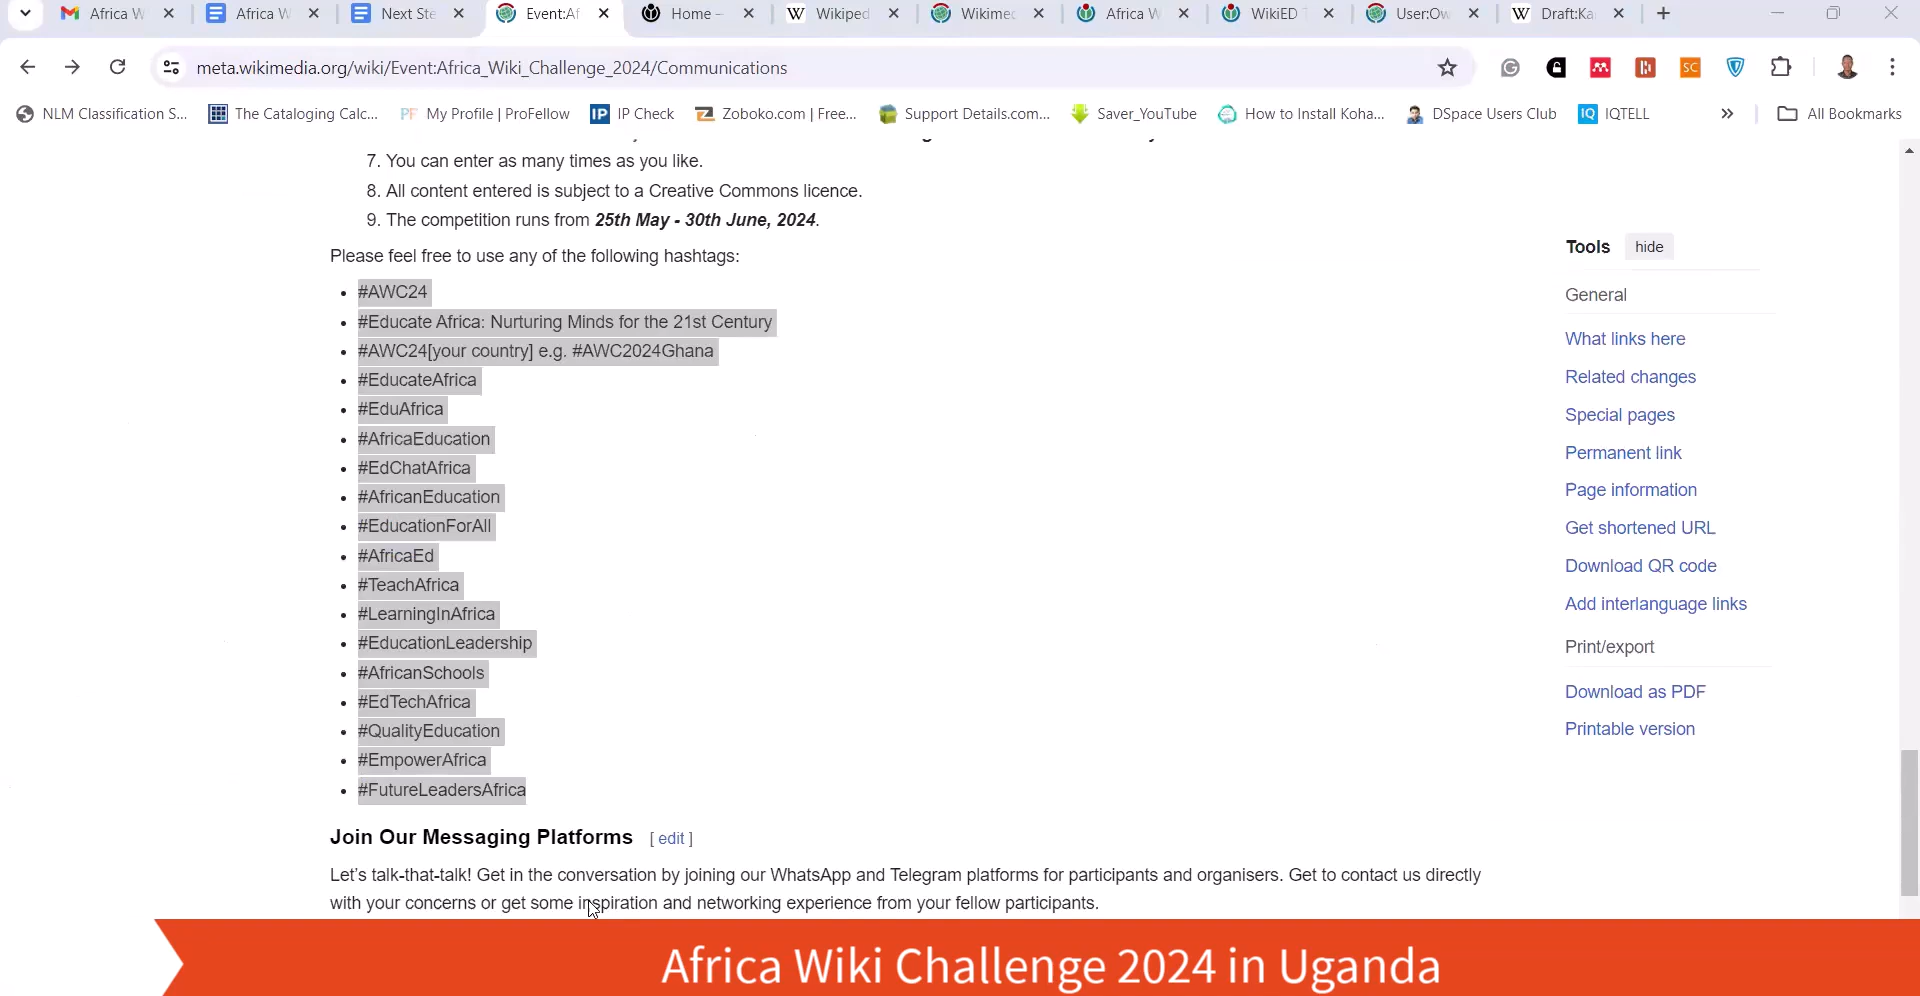 Africa W
Africa W
Next Ste
Event:Af
Home –
Wikiped
Wikimed
Africa W
WikiED T
User:Ow
Draft:Ka
meta.wikimedia.org/wiki/Event:Africa_Wiki_Challenge_2024/Communications
NLM Classification S...
The Cataloging Calc...
PF My Profile | ProFellow
IP IP Check
Zoboko.com | Free...
Support Details.com...
Saver_YouTube
How to Install Koha...
DSpace Users Club
IQ IQTELL
All Bookmarks
7. You can enter as many times as you like.
8. All content entered is subject to a Creative Commons licence.
9. The competition runs from 25th May - 30th June, 2024.
Please feel free to use any of the following hashtags:
#AWC24
#Educate Africa: Nurturing Minds for the 21st Century
#AWC24[your country] e.g. #AWC2024Ghana
#EducateAfrica
#EduAfrica
#AfricaEducation
#EdChatAfrica
#AfricanEducation
#EducationForAll
#AfricaEd
#TeachAfrica
#LearningInAfrica
#EducationLeadership
#AfricanSchools
#EdTechAfrica
#QualityEducation
#EmpowerAfrica
#FutureLeadersAfrica
Join Our Messaging Platforms [ edit ]
Let's talk-that-talk! Get in the conversation by joining our WhatsApp and Telegram platforms for participants and organisers. Get to contact us directly
with your concerns or get some inspiration and networking experience from your fellow participants.
Tools hide
General
What links here
Related changes
Special pages
Permanent link
Page information
Get shortened URL
Download QR code
Add interlanguage links
Print/export
Download as PDF
Printable version
Africa Wiki Challenge 2024 in Uganda